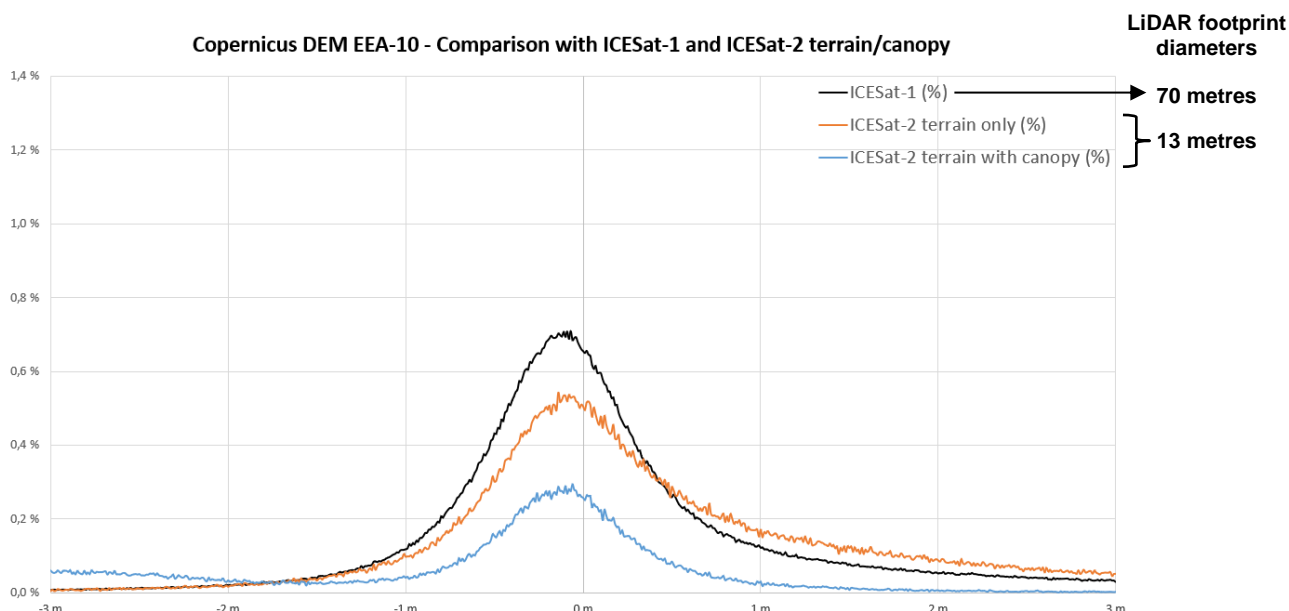 LiDAR footprint
diameters
Copernicus DEM EEA-10 - Comparison with ICESat-1 and ICESat-2 terrain/canopy
1,4 %
ICESat-1 (%)
70 metres
ICESat-2 terrain only (%)
13 metres
ICESat-2 terrain with canopy (%)
1,2 %
1,0 %
0,8 %
0,6 %
0,4 %
0,2 %
0,0 %
-3 m
-2 m
-1 m
0 m
1 m
2 m
3 m